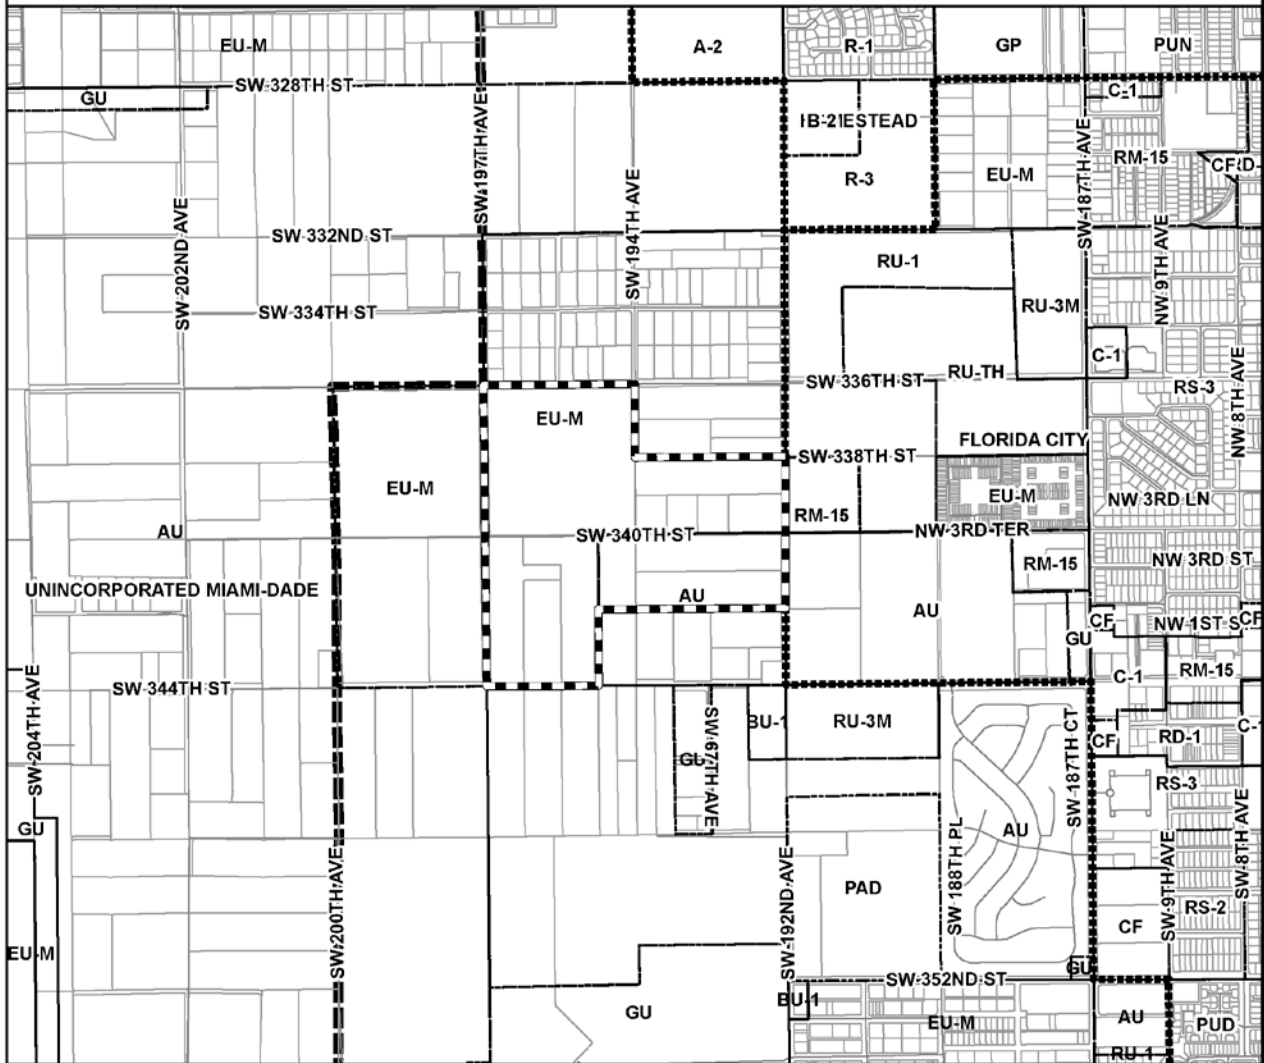 EU-M
A-2
R-1
GP
PUN
SW 328TH ST
GU
C-1
SW 197TH AVE
B-2
ESTEAD
SW 187TH AVE
RM-15
CF
RD-
R-3
EU-M
SW 194TH AVE
SW 202ND AVE
SW 332ND ST
NW 9TH AVE
RU-1
RU-3M
SW 334TH ST
C-1
RU-TH
SW 336TH ST
RS-3
NW 8TH AVE
EU-M
FLORIDA CITY
SW 338TH ST
EU-M
EU-M
NW 3RD LN
RM-15
AU
SW 340TH ST
NW 3RD TER
RM-15
NW 3RD ST
UNINCORPORATED MIAMI-DADE
AU
AU
CF
NW 1ST S
CF
GU
C-1
RM-15
SW 344TH ST
SW 204TH AVE
BU-1
RU-3M
SW 67TH AVE
GU
SW 187TH CT
CF
RD-1
C-1
RS-3
GU
AU
SW 200TH AVE
SW 192ND AVE
SW 188TH PL
SW 9TH AVE
SW 8TH AVE
PAD
RS-2
CF
EU-M
GU
SW 352ND ST
BU-1
GU
EU-M
AU
PUD
RU-1